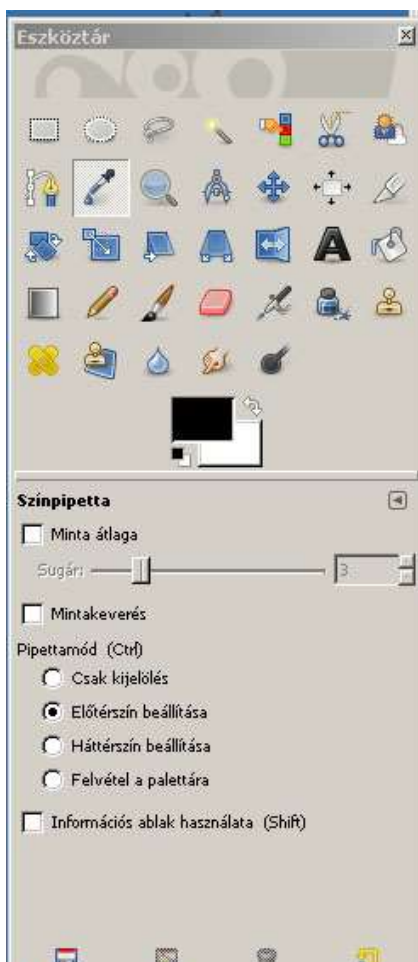 Eszköztár
Színpipetta
Minta átlaga
Sugár: 3
Mintakeverés
Pipettamód (Ctrl)
Csak kijelölés
Előtérszín beállítása
Háttérszín beállítása
Felvétel a palettára
Információs ablak használata (Shift)